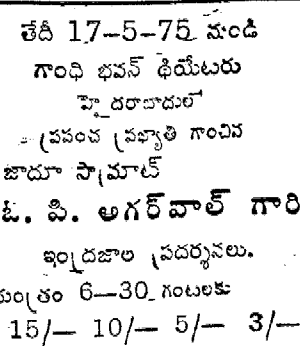 తేదీ 17-5-75 నుండి
గాంధి భవన్ థియేటరు
హైదరాబాదులో
ప్రపంచ ప్రఖ్యాతి గాంచిన
జాదూ సామ్రాట్
ఓ. పి. అగర్‌వాల్ గారి
ఇంద్రజాల ప్రదర్శనలు.
6-30 గంటలకు
15/- 10/- 5/- 3/-